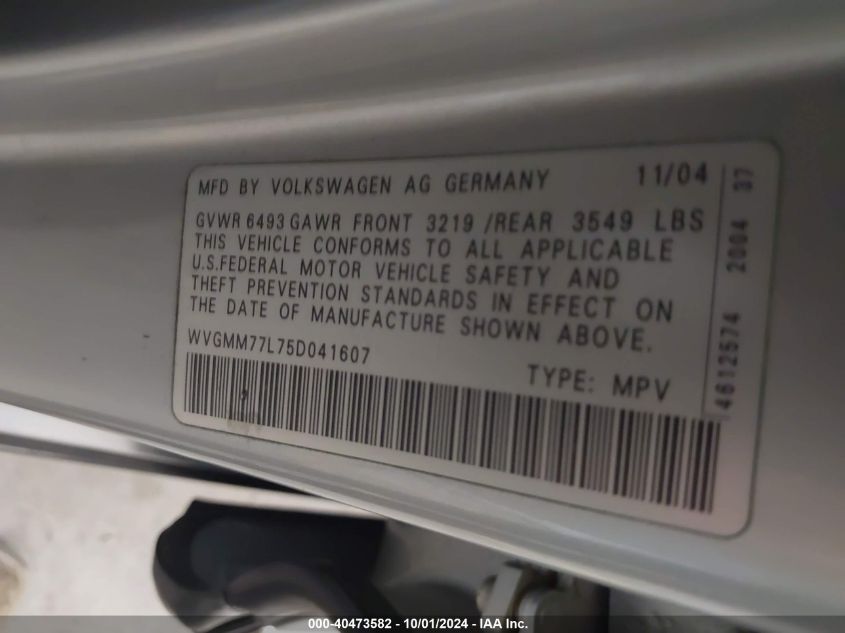 MFD BY VOLKSWAGEN AG GERMANY 11/04
GVWR 6493 GAWR FRONT 3219 /REAR 3549 LBS
THIS VEHICLE CONFORMS TO ALL APPLICABLE
U.S.FEDERAL MOTOR VEHICLE SAFETY AND
THEFT PREVENTION STANDARDS IN EFFECT ON
THE DATE OF MANUFACTURE SHOWN ABOVE.
WVGMM77L75D041607
TYPE: MPV
4612574 2004 37
000-40473582 - 10/01/2024 - IAA Inc.